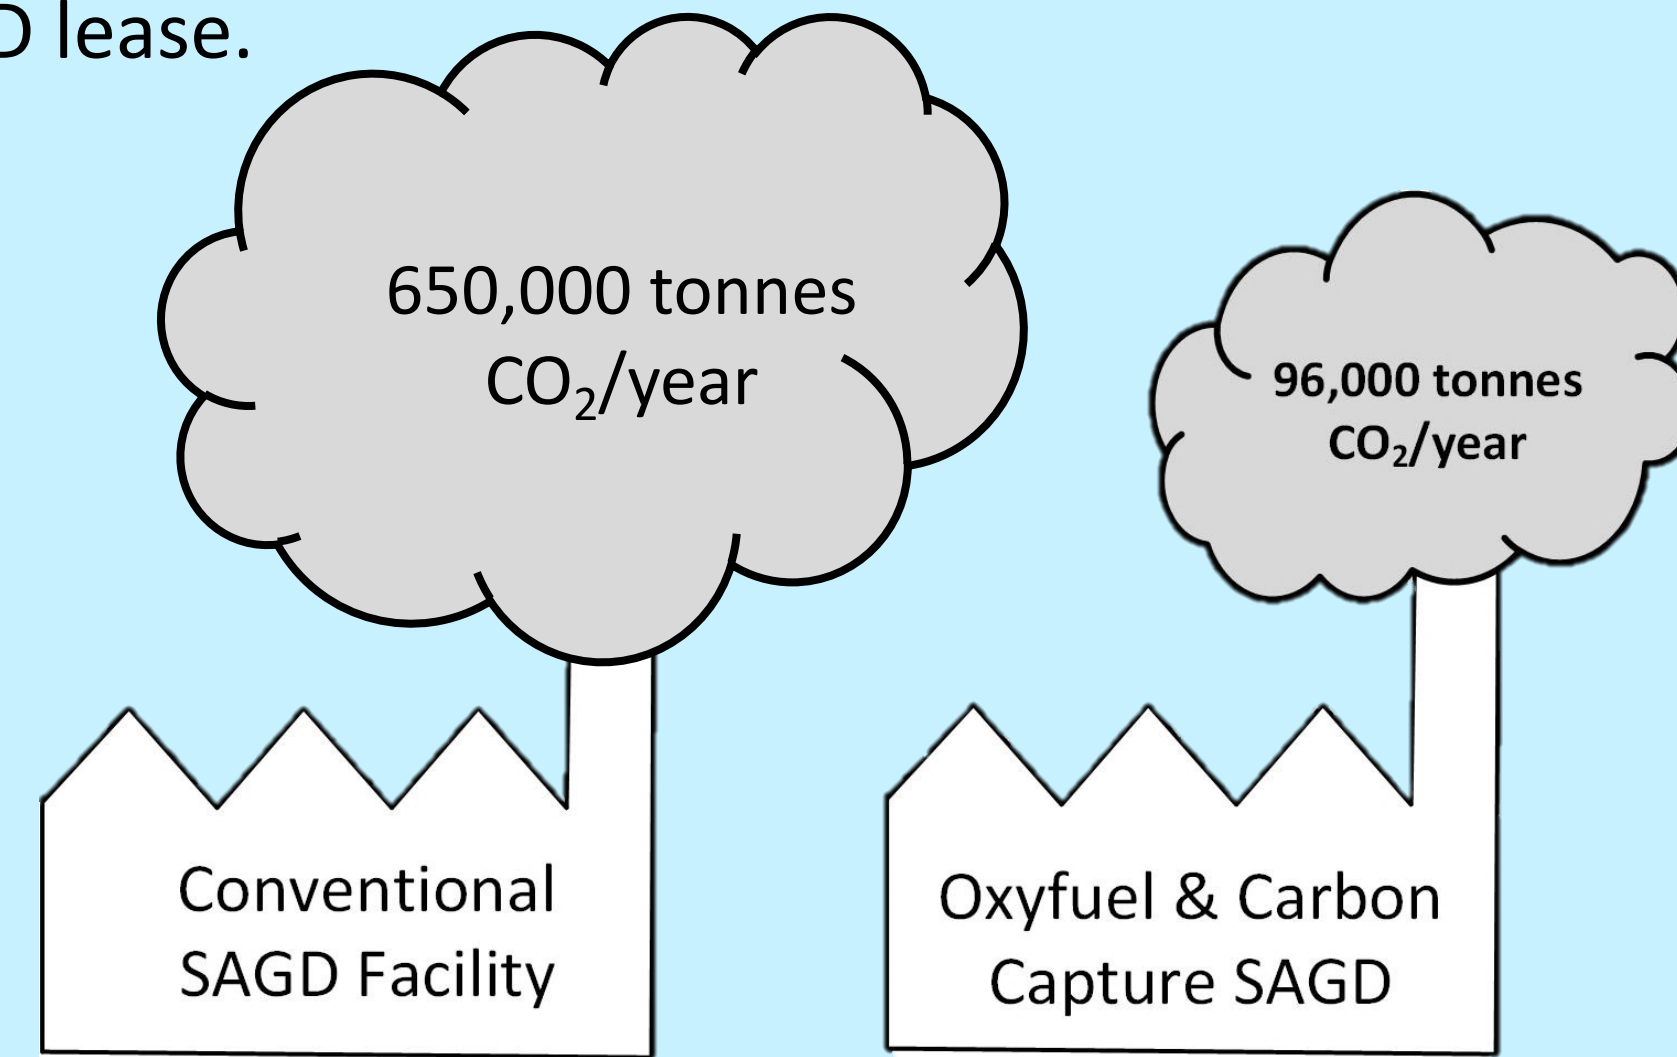 D lease.
650,000 tonnes
CO₂/year
96,000 tonnes
CO₂/year
Conventional
SAGD Facility
Oxyfuel & Carbon
Capture SAGD